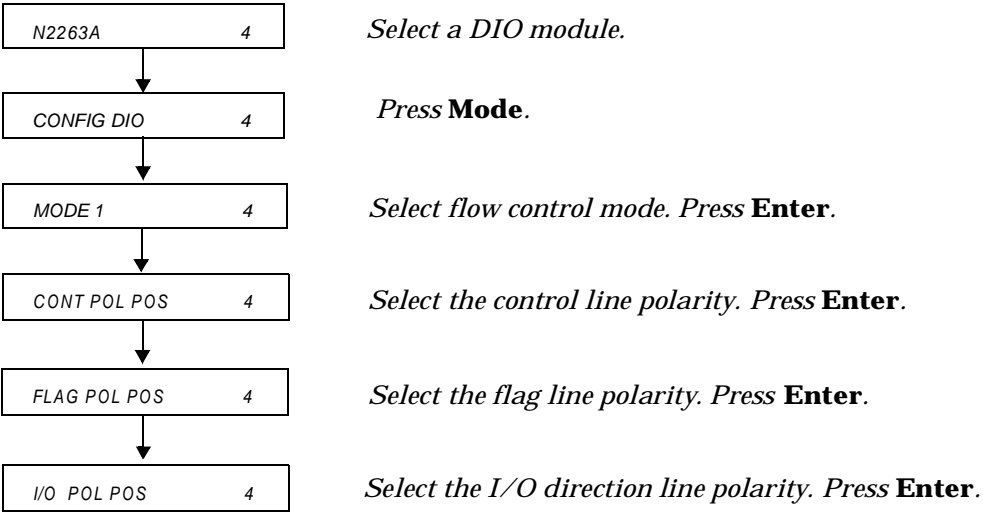 N2263A 4 Select a DIO module.
CONFIG DIO 4 Press Mode.
MODE 1 4 Select flow control mode. Press Enter.
CONT POL POS 4 Select the control line polarity. Press Enter.
FLAG POL POS 4 Select the flag line polarity. Press Enter.
I/O POL POS 4 Select the I/O direction line polarity. Press Enter.